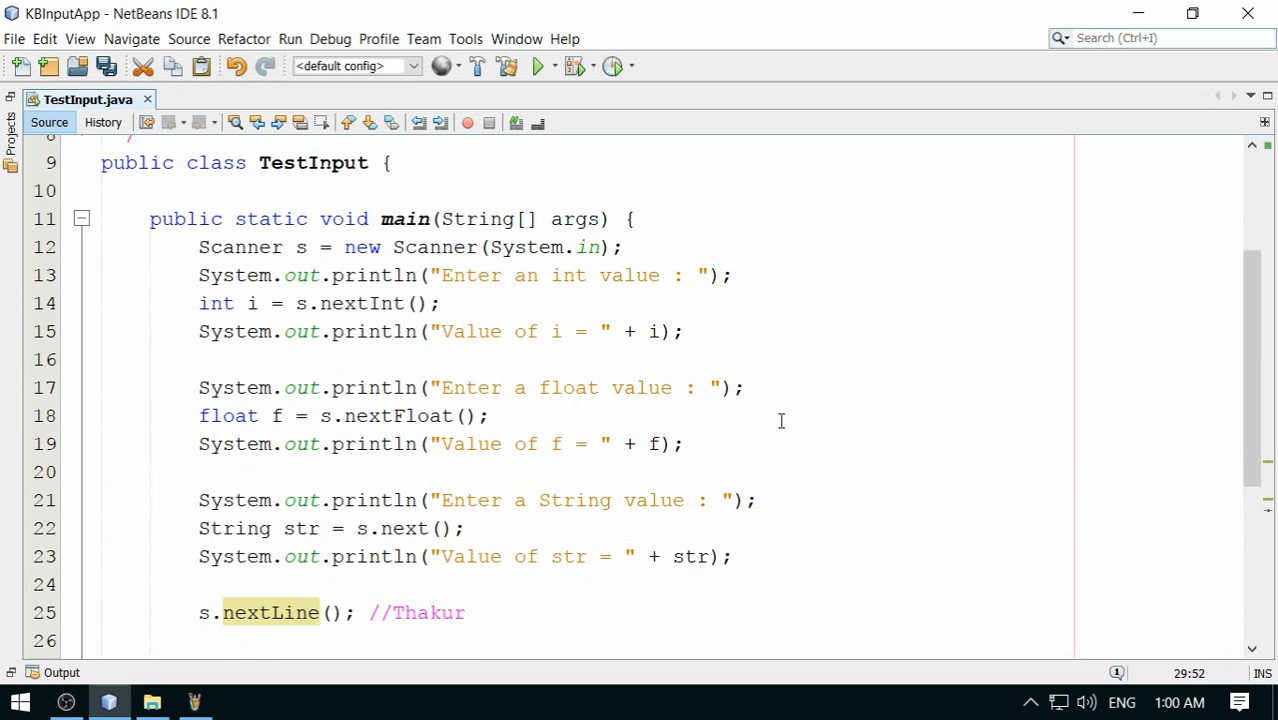 KBInputApp - NetBeans IDE 8.1
File Edit View Navigate Source Refactor Run Debug Profile Team Tools Window Help
Search (Ctrl+I)
<default config>
TestInput.java
Source History
Projects
8 /
9 public class TestInput {
10
11 public static void main(String[] args) {
12 Scanner s = new Scanner(System.in);
13 System.out.println("Enter an int value : ");
14 int i = s.nextInt();
15 System.out.println("Value of i = " + i);
16
17 System.out.println("Enter a float value : ");
18 float f = s.nextFloat();
19 System.out.println("Value of f = " + f);
20
21 System.out.println("Enter a String value : ");
22 String str = s.next();
23 System.out.println("Value of str = " + str);
24
25 s.nextLine(); //Thakur
26
Output
29:52 INS
ENG 1:00 AM